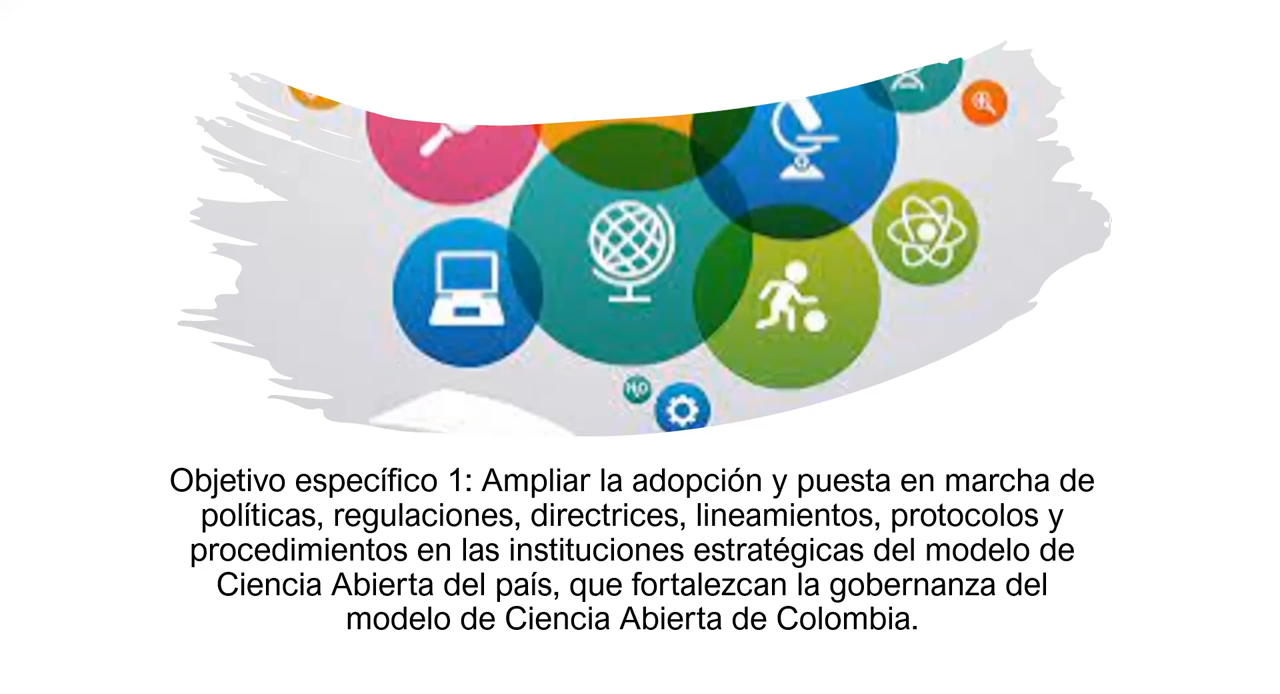 H₂O
Objetivo específico 1: Ampliar la adopción y puesta en marcha de
políticas, regulaciones, directrices, lineamientos, protocolos y
procedimientos en las instituciones estratégicas del modelo de
Ciencia Abierta del país, que fortalezcan la gobernanza del
modelo de Ciencia Abierta de Colombia.